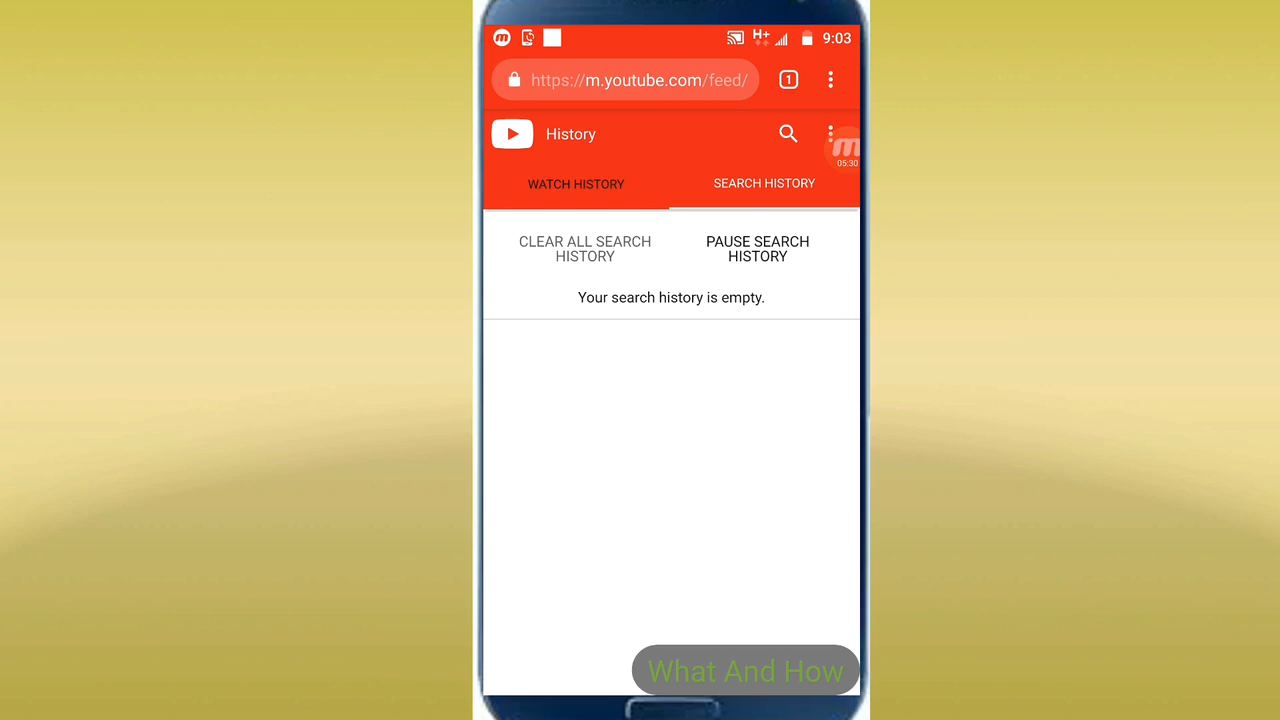 H+ 9:03
https://m.youtube.com/feed/ 1
History
m
05:30
WATCH HISTORY SEARCH HISTORY
CLEAR ALL SEARCH
HISTORY
PAUSE SEARCH
HISTORY
Your search history is empty.
What And How